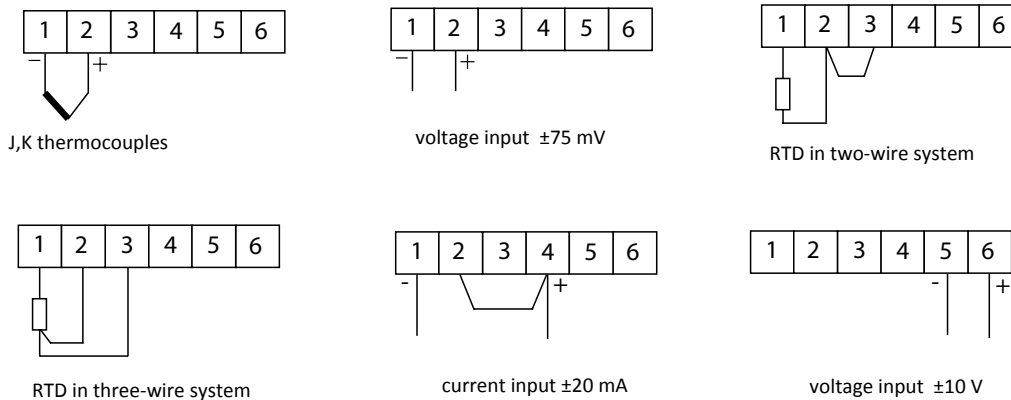 1 2 3 4 5 6
− +
J,K thermocouples
1 2 3 4 5 6
− +
voltage input ±75 mV
1 2 3 4 5 6
RTD in two-wire system
1 2 3 4 5 6
RTD in three-wire system
1 2 3 4 5 6
- +
current input ±20 mA
1 2 3 4 5 6
- +
voltage input ±10 V